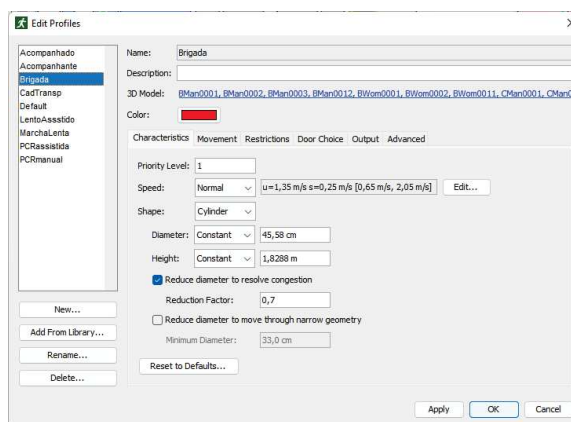 Edit Profiles
Acompanhado
Acompanhante
Brigada
CadTransp
Default
LentoAssstido
MarchaLenta
PCRassistida
PCRmanual
New...
Add From Library...
Rename...
Delete...
Name: Brigada
Description:
3D Model: BMan0001, BMan0002, BMan0003, BMan0012, BWom0001, BWom0002, BWom0011, CMan0001,
Color:
Characteristics Movement Restrictions Door Choice Output Advanced
Priority Level: 1
Speed: Normal u=1,35 m/s s=0,25 m/s [0,65 m/s, 2,05 m/s] Edit...
Shape: Cylinder
Diameter: Constant 45,58 cm
Height: Constant 1,8288 m
Reduce diameter to resolve congestion
Reduction Factor: 0,7
Reduce diameter to move through narrow geometry
Minimum Diameter: 33,0 cm
Reset to Defaults...
Apply OK Cancel